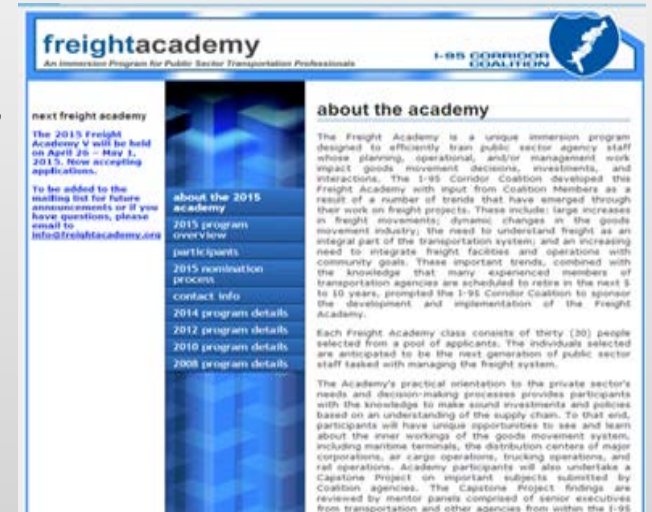 freightacademy
An Immersion Program for Public Sector Transportation Professionals
I-95 CORRIDOR
COALITION
next freight academy
The 2015 Freight
Academy V will be held
on April 26 – May 1,
2015. Now accepting
applications.
To be added to the
mailing list for future
announcements or if you
have questions, please
email to
info@freightacademy.org
about the 2015
academy
2015 program
overview
participants
2015 nomination
process
contact info
2014 program details
2012 program details
2010 program details
2008 program details
about the academy
The Freight Academy is a unique immersion program
designed to efficiently train public sector agency staff
whose planning, operational, and/or management work
impact goods movement decisions, investments, and
interactions. The I-95 Corridor Coalition developed this
Freight Academy with input from Coalition Members as a
result of a number of trends that have emerged through
their work on freight projects. These include: large increases
in freight movements; dynamic changes in the goods
movement industry; the need to understand freight as an
integral part of the transportation system; and an increasing
need to integrate freight facilities and operations with
community goals. These important trends, combined with
the knowledge that many experienced members of
transportation agencies are scheduled to retire in the next 5
to 10 years, prompted the I-95 Corridor Coalition to sponsor
the development and implementation of the Freight
Academy.
Each Freight Academy class consists of thirty (30) people
selected from a pool of applicants. The individuals selected
are anticipated to be the next generation of public sector
staff tasked with managing the freight system.
The Academy's practical orientation to the private sector's
needs and decision-making processes provides participants
with the knowledge to make sound investments and policies
based on an understanding of the supply chain. To that end,
participants will have unique opportunities to see and learn
about the inner workings of the goods movement system,
including maritime terminals, the distribution centers of major
corporations, air cargo operations, trucking operations, and
rail operations. Academy participants will also undertake a
Capstone Project on important subjects submitted by
Coalition agencies. The Capstone Project findings are
reviewed by mentor panels comprised of senior executives
from transportation and other agencies from within the I-95